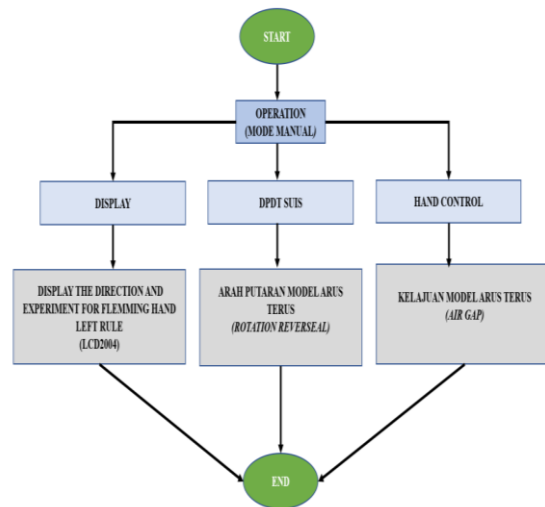 START
OPERATION
(MODE MANUAL)
DISPLAY
DPDT SUIS
HAND CONTROL
DISPLAY THE DIRECTION AND
EXPERIMENT FOR FLEMMING HAND
LEFT RULE
(LCD2004)
ARAH PUTARAN MODEL ARUS
TERUS
(ROTATION REVERSEAL)
KELAJUAN MODEL ARUS TERUS
(AIR GAP)
END